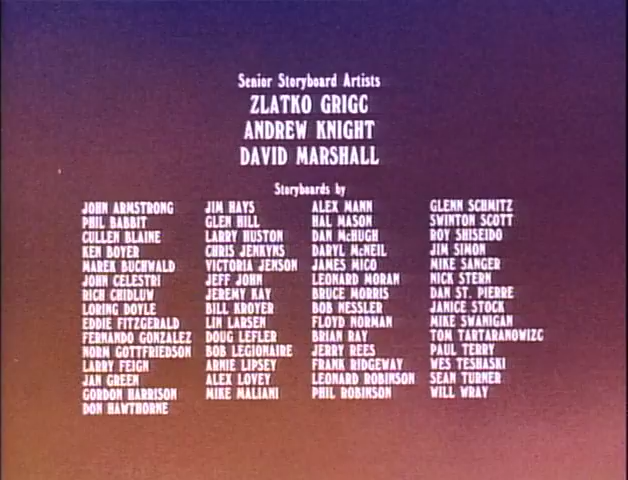 Senior Storyboard Artists
ZLATKO GRIGC
ANDREW KNIGHT
DAVID MARSHALL
Storyboards by
JOHN ARMSTRONG
PHIL BABBIT
CULLEN BLAINE
KEN BOYER
MAREK BUCHWALD
JOHN CELESTRI
RICH CHIDLUW
LORING DOYLE
EDDIE FITZGERALD
FERNANDO GONZALEZ
NORM GOTTFRIEDSON
LARRY FEIGN
JAN GREEN
GORDON HARRISON
DON HAWTHORNE
JIM HAYS
GLEN HILL
LARRY HUSTON
CHRIS JENKYNS
VICTORIA JENSON
JEFF JOHN
JEREMY KAY
BILL KROYER
LIN LARSEN
DOUG LEFLER
BOB LEGIONAIRE
ARNIE LIPSEY
ALEX LOVEY
MIKE MALIANI
ALEX MANN
HAL MASON
DAN McHUGH
DARYL McNEIL
JAMES MICO
LEONARD MORAN
BRUCE MORRIS
BOB NESSLER
FLOYD NORMAN
BRIAN RAY
JERRY REES
FRANK RIDGEWAY
LEONARD ROBINSON
PHIL ROBINSON
GLENN SCHMITZ
SWINTON SCOTT
ROY SHISEIDO
JIM SIMON
MIKE SANGER
NICK STERN
DAN ST. PIERRE
JANICE STOCK
MIKE SWANIGAN
TOM TARTARANOWICZ
PAUL TERRY
WES TESHASKI
SEAN TURNER
WILL WRAY